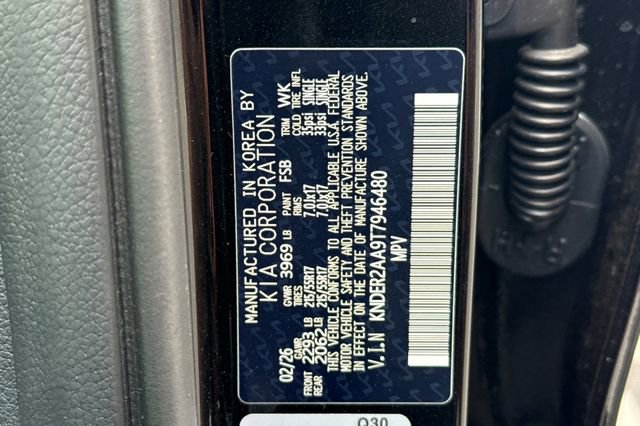 MANUFACTURED IN KOREA BY
KIA CORPORATION
02/26 GVWR 3969 LB PAINT FSB TRIM WK
GAWR TIRES RIMS COLD TIRE INFL
FRONT 2293 LB 215/55R17 7.0Jx17 35psi SINGLE
REAR 2062 LB 215/55R17 7.0Jx17 33psi SINGLE
THIS VEHICLE CONFORMS TO ALL APPLICABLE U.S.A. FEDERAL
MOTOR VEHICLE SAFETY AND THEFT PREVENTION STANDARDS
IN EFFECT ON THE DATE OF MANUFACTURE SHOWN ABOVE.
V.I.N KNDER2AA9T7946480
MPV
Q30